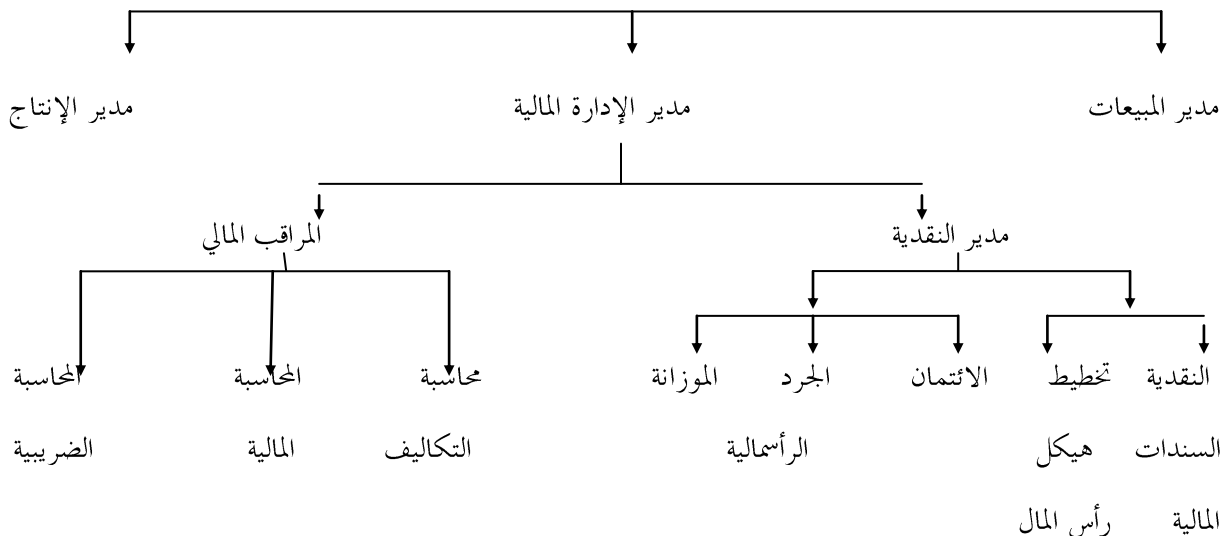 مدير المبيعات مدير الإدارة المالية مدير الإنتاج
مدير النقدية المراقب المالي
النقدية تخطيط الائتمان الجرد الموزانة محاسبة المحاسبة المحاسبة
السندات هيكل الرأسمالية التكاليف المالية الضريبية
المالية رأس المال